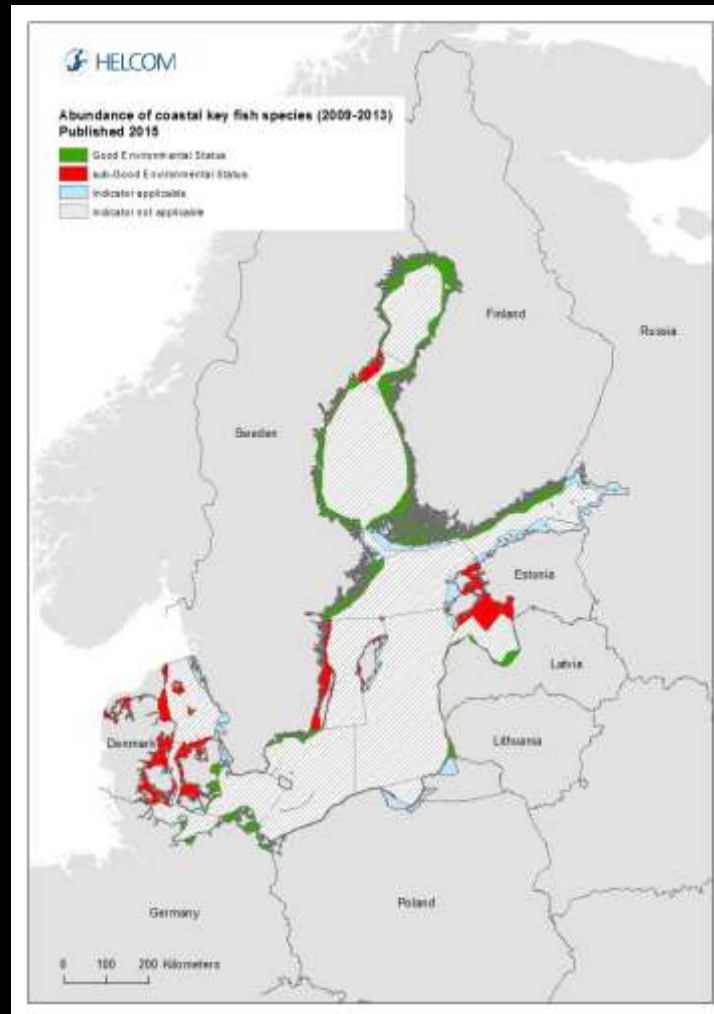 HELCOM
Abundance of coastal key fish species (2009-2013)
Published 2015
Good Environmental Status
sub-Good Environmental Status
Indicator applicable
Indicator not applicable
Finland
Russia
Sweden
Estonia
Latvia
Denmark
Lithuania
Poland
Germany
0 100 200 Kilometers